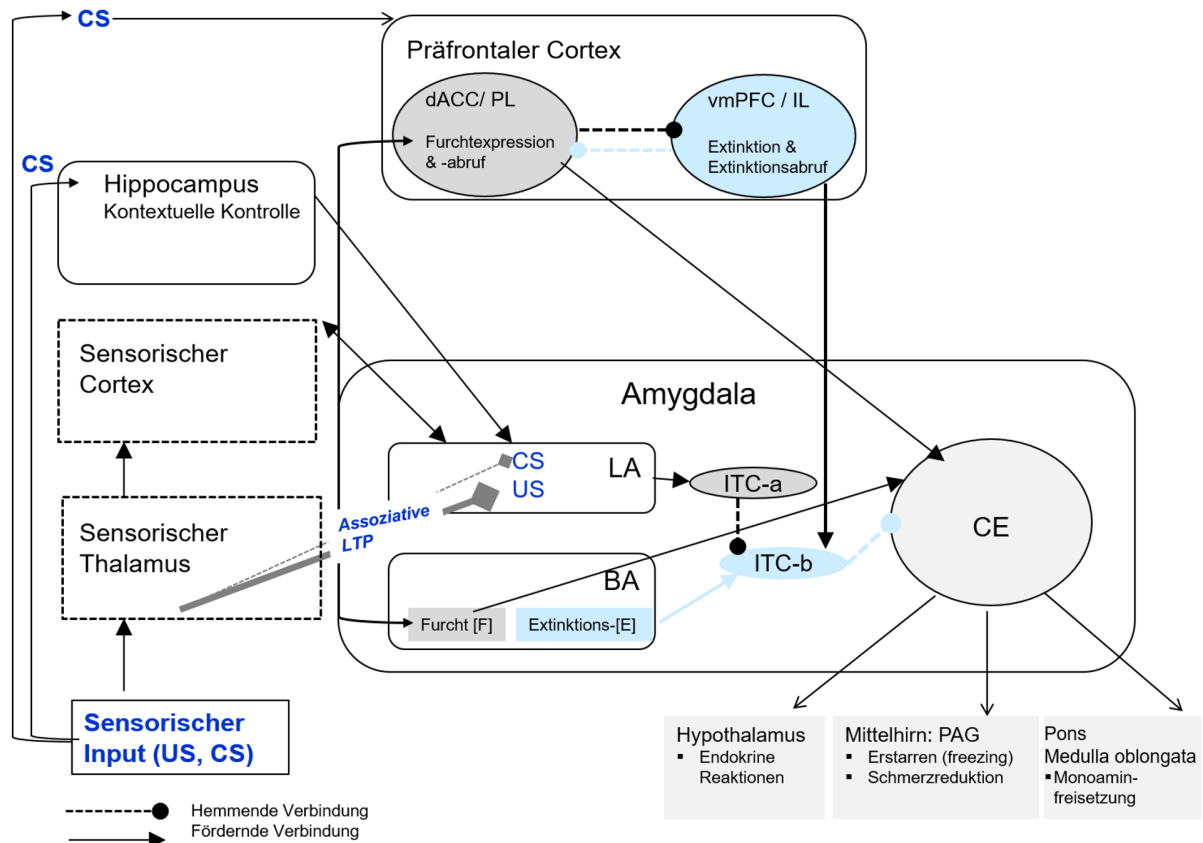 CS
Präfrontaler Cortex
dACC/ PL
Furchtexpression
& -abruf
vmPFC / IL
Extinktion &
Extinktionsabruf
CS
Hippocampus
Kontextuelle Kontrolle
Sensorischer
Cortex
Sensorischer
Thalamus
Assoziative
LTP
Amygdala
LA
CS
US
ITC-a
ITC-b
CE
BA
Furcht [F]
Extinktions-[E]
Sensorischer
Input (US, CS)
Hypothalamus
▪ Endokrine
Reaktionen
Mittelhirn: PAG
▪ Erstarren (freezing)
▪ Schmerzreduktion
Pons
Medulla oblongata
▪ Monoamin-
freisetzung
Hemmende Verbindung
Fördernde Verbindung